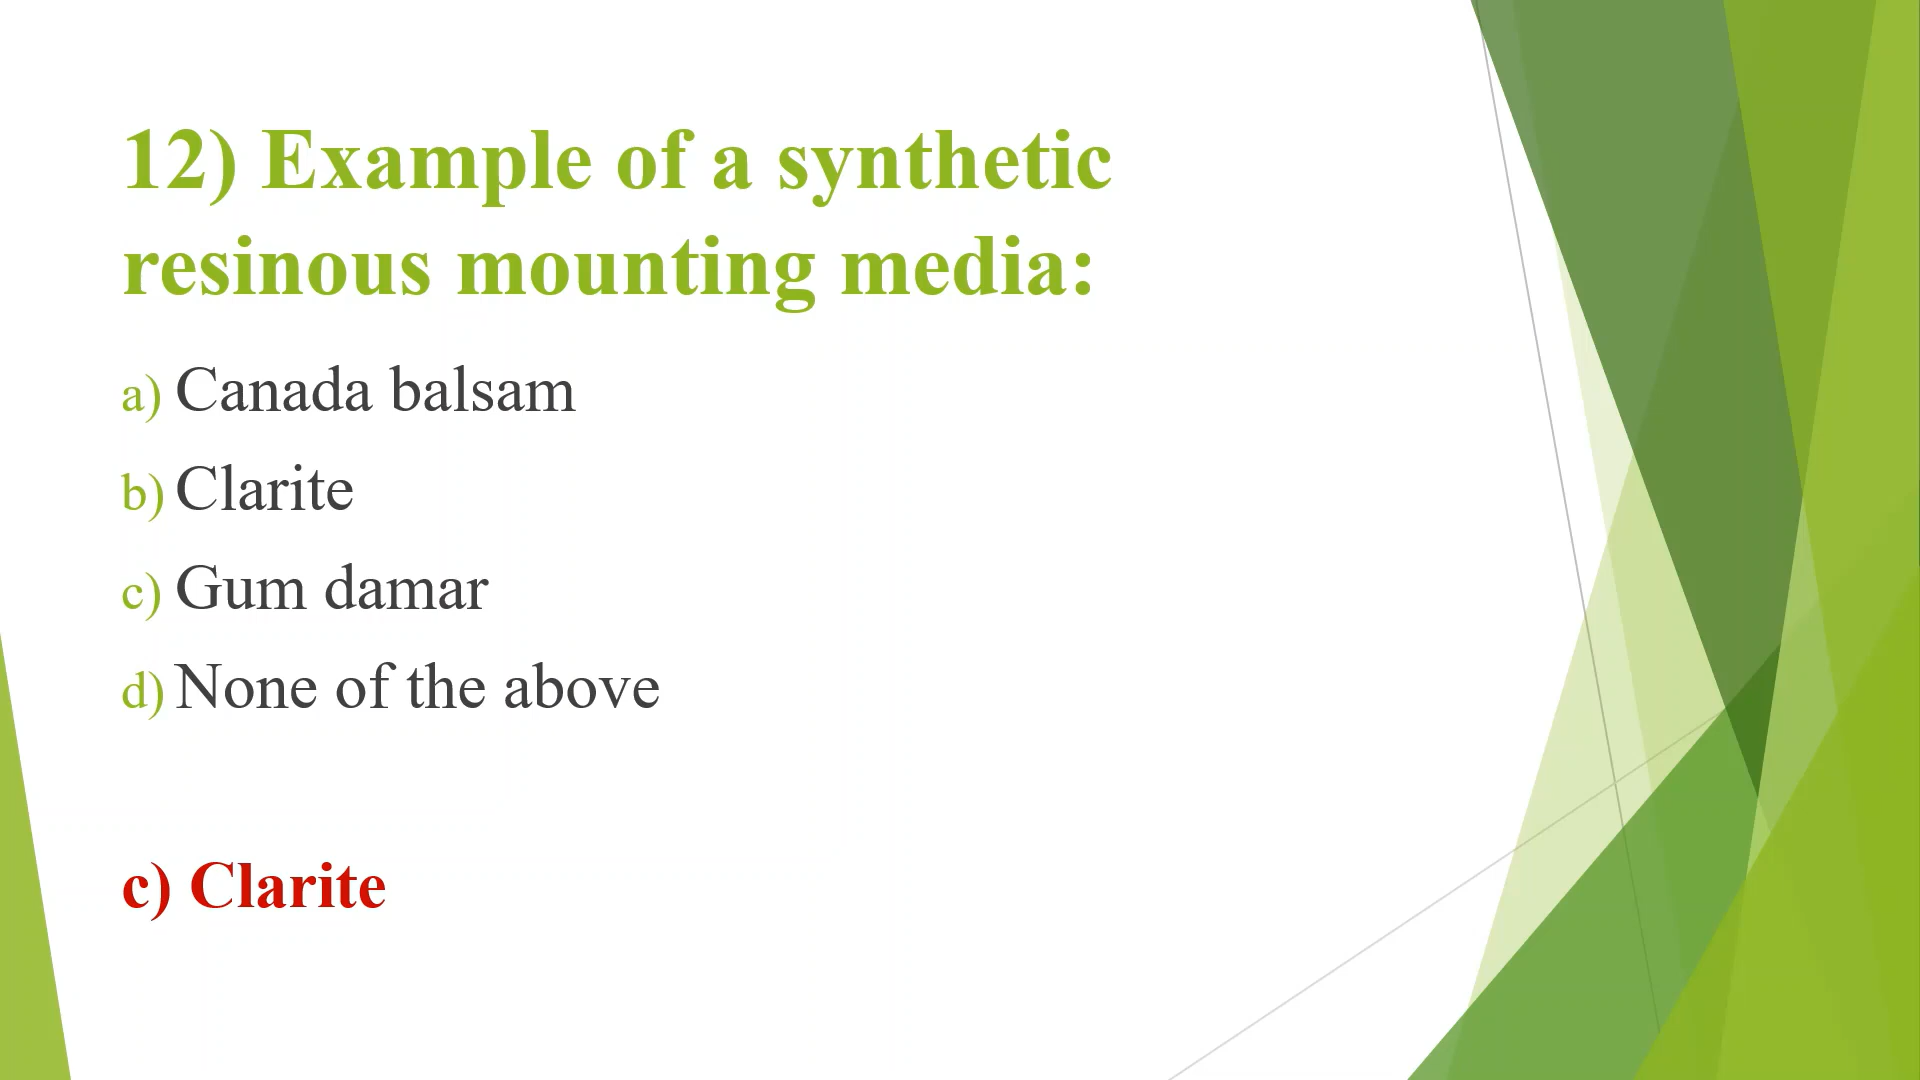 12) Example of a synthetic
resinous mounting media:
a) Canada balsam
b) Clarite
c) Gum damar
d) None of the above
c) Clarite